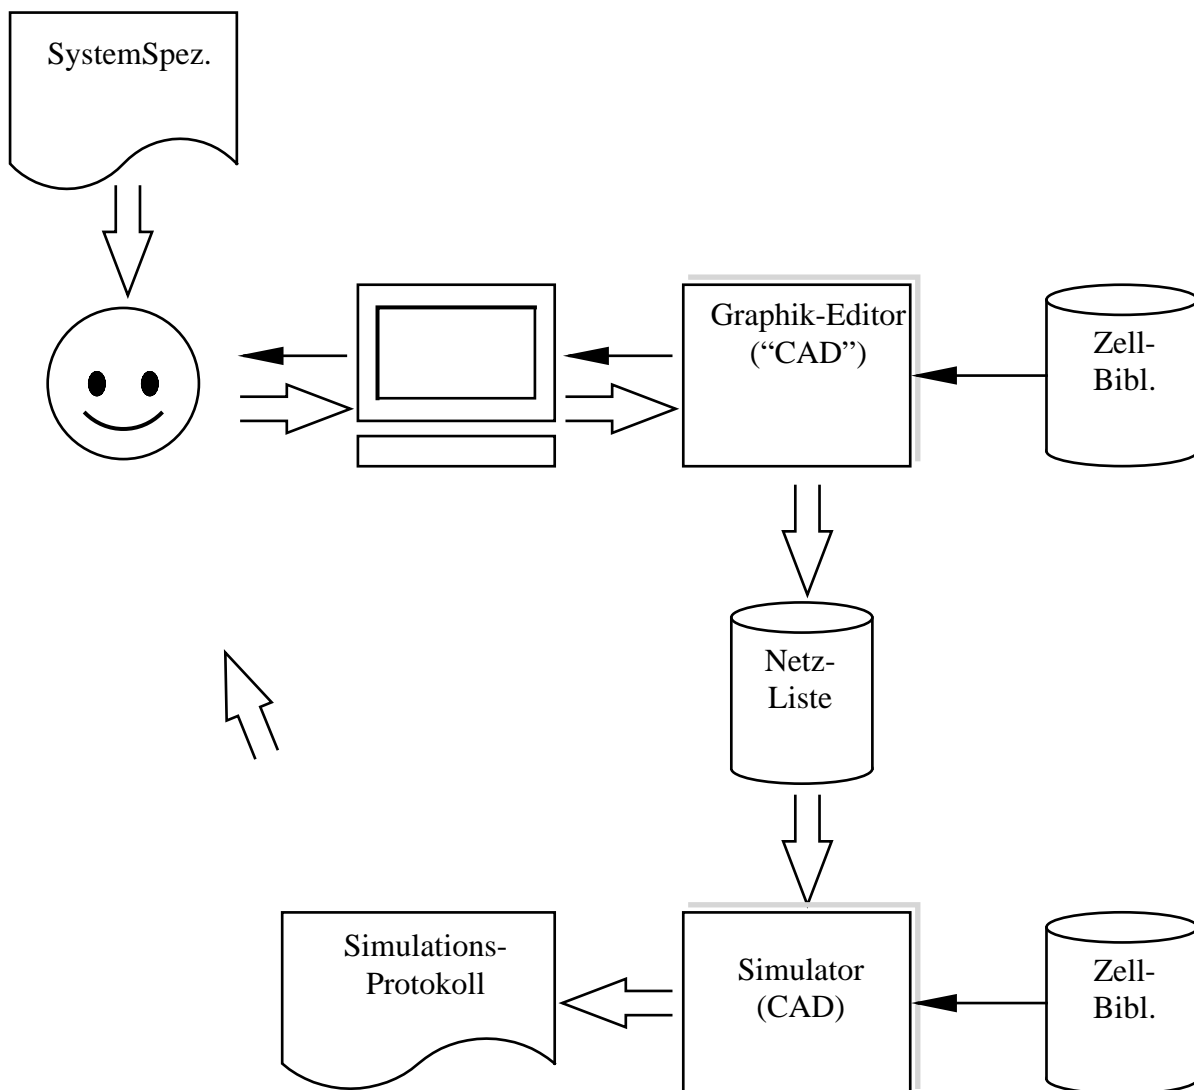 SystemSpez.
Graphik-Editor
(“CAD”)
Zell-
Bibl.
Netz-
Liste
Simulations-
Protokoll
Simulator
(CAD)
Zell-
Bibl.